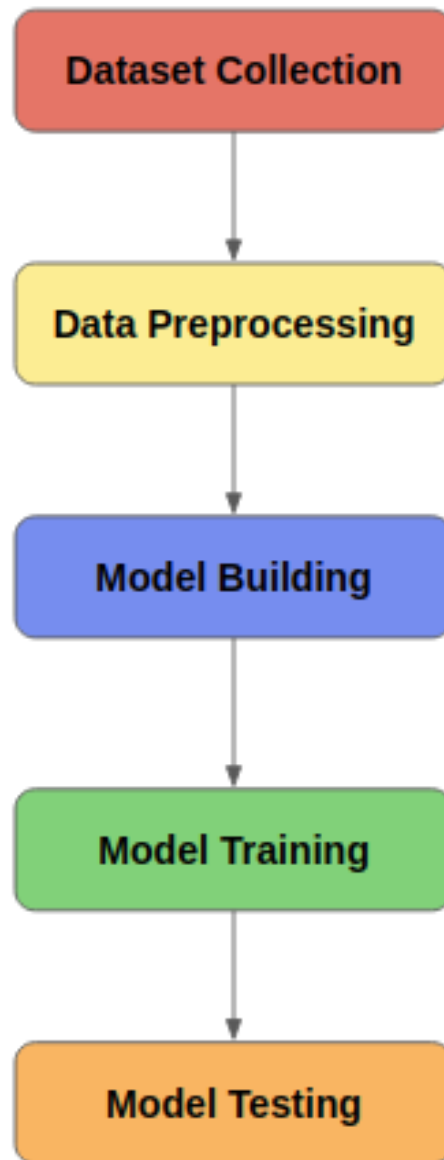 Dataset Collection
Data Preprocessing
Model Building
Model Training
Model Testing